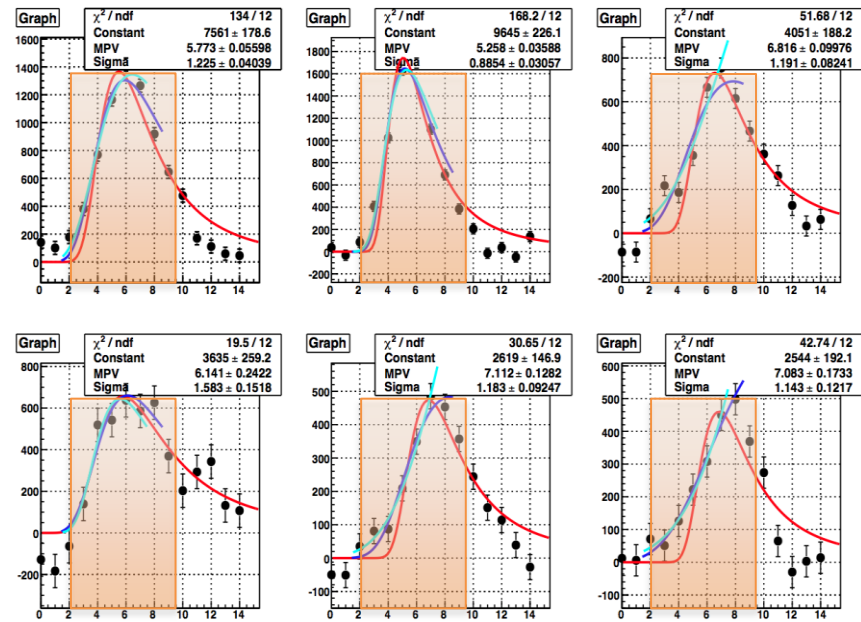 Graph
χ² / ndf 134 / 12
Constant 7561 ± 178.6
MPV 5.773 ± 0.05598
Sigma 1.225 ± 0.04039
1600
1400
1200
1000
800
600
400
200
0
0 2 4 6 8 10 12 14
Graph
χ² / ndf 168.2 / 12
Constant 9645 ± 226.1
MPV 5.258 ± 0.03588
Sigma 0.8854 ± 0.03057
1800
1600
1400
1200
1000
800
600
400
200
0
-200
0 2 4 6 8 10 12 14
Graph
χ² / ndf 51.68 / 12
Constant 4051 ± 188.2
MPV 6.816 ± 0.09976
Sigma 1.191 ± 0.08241
800
600
400
200
0
-200
0 2 4 6 8 10 12 14
Graph
χ² / ndf 19.5 / 12
Constant 3635 ± 259.2
MPV 6.141 ± 0.2422
Sigma 1.583 ± 0.1518
800
600
400
200
0
-200
0 2 4 6 8 10 12 14
Graph
χ² / ndf 30.65 / 12
Constant 2619 ± 146.9
MPV 7.112 ± 0.1282
Sigma 1.183 ± 0.09247
500
400
300
200
100
0
-100
0 2 4 6 8 10 12 14
Graph
χ² / ndf 42.74 / 12
Constant 2544 ± 192.1
MPV 7.083 ± 0.1733
Sigma 1.143 ± 0.1217
600
500
400
300
200
100
0
-100
0 2 4 6 8 10 12 14